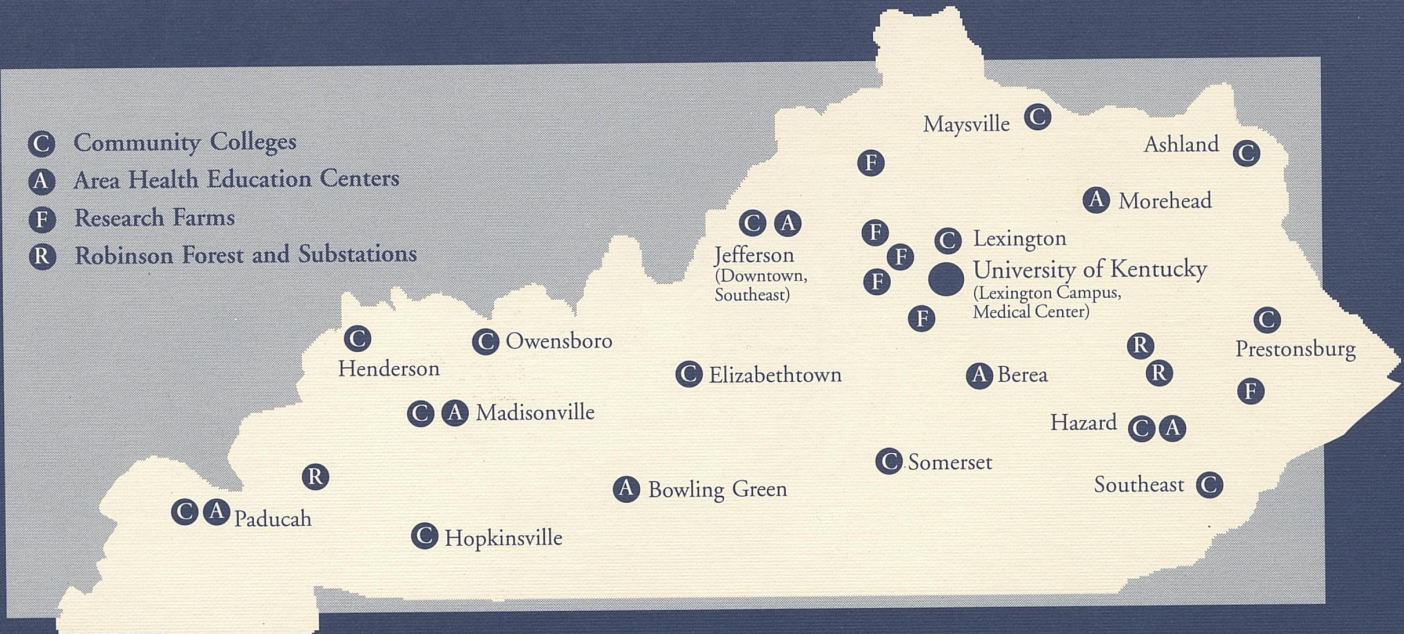 C Community Colleges
A Area Health Education Centers
F Research Farms
R Robinson Forest and Substations
Maysville C
Ashland C
F
A Morehead
C A
Jefferson
(Downtown,
Southeast)
F
F
F
F
C Lexington
University of Kentucky
(Lexington Campus,
Medical Center)
C
Henderson
C Owensboro
C Elizabethtown
A Berea
R
R
C
Prestonsburg
F
C A Madisonville
Hazard C A
C Somerset
Southeast C
R
A Bowling Green
C A Paducah
C Hopkinsville